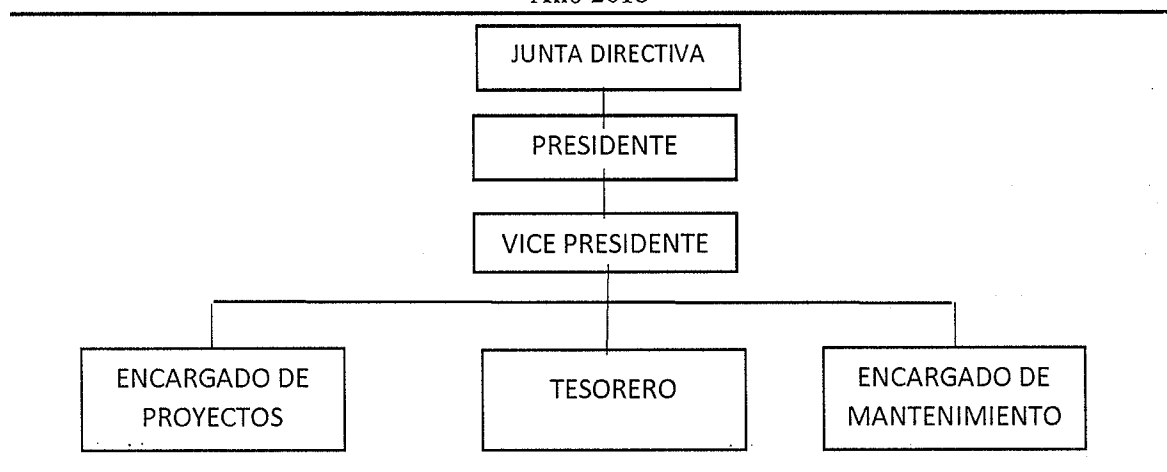 JUNTA DIRECTIVA
PRESIDENTE
VICE PRESIDENTE
ENCARGADO DE
PROYECTOS
TESORERO
ENCARGADO DE
MANTENIMIENTO